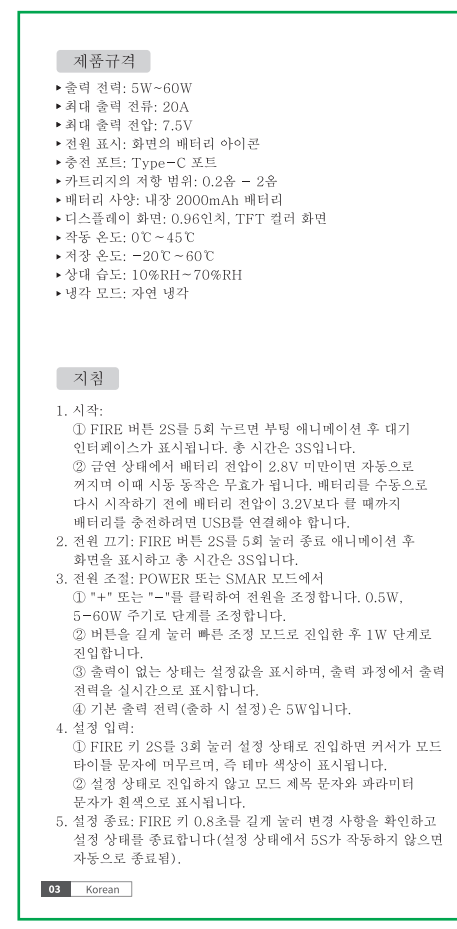 제품규격
▸출력 전력: 5W~60W
▸최대 출력 전류: 20A
▸최대 출력 전압: 7.5V
▸전원 표시: 화면의 배터리 아이콘
▸충전 포트: Type-C 포트
▸카트리지의 저항 범위: 0.2옴 - 2옴
▸배터리 사양: 내장 2000mAh 배터리
▸디스플레이 화면: 0.96인치, TFT 컬러 화면
▸작동 온도: 0℃~45℃
▸저장 온도: -20℃~60℃
▸상대 습도: 10%RH~70%RH
▸냉각 모드: 자연 냉각
지침
1. 시작:
① FIRE 버튼 2S를 5회 누르면 부팅 애니메이션 후 대기
인터페이스가 표시됩니다. 총 시간은 3S입니다.
② 금연 상태에서 배터리 전압이 2.8V 미만이면 자동으로
꺼지며 이때 시동 동작은 무효가 됩니다. 배터리를 수동으로
다시 시작하기 전에 배터리 전압이 3.2V보다 클 때까지
배터리를 충전하려면 USB를 연결해야 합니다.
2. 전원 끄기: FIRE 버튼 2S를 5회 눌러 종료 애니메이션 후
화면을 표시하고 총 시간은 3S입니다.
3. 전원 조절: POWER 또는 SMAR 모드에서
① "+" 또는 "-"를 클릭하여 전원을 조정합니다. 0.5W,
5-60W 주기로 단계를 조정합니다.
② 버튼을 길게 눌러 빠른 조정 모드로 진입한 후 1W 단계로
진입합니다.
③ 출력이 없는 상태는 설정값을 표시하며, 출력 과정에서 출력
전력을 실시간으로 표시합니다.
④ 기본 출력 전력(출하 시 설정)은 5W입니다.
4. 설정 입력:
① FIRE 키 2S를 3회 눌러 설정 상태로 진입하면 커서가 모드
타이틀 문자에 머무르며, 즉 테마 색상이 표시됩니다.
② 설정 상태로 진입하지 않고 모드 제목 문자와 파라미터
문자가 흰색으로 표시됩니다.
5. 설정 종료: FIRE 키 0.8초를 길게 눌러 변경 사항을 확인하고
설정 상태를 종료합니다(설정 상태에서 5S가 작동하지 않으면
자동으로 종료됨).
03 Korean